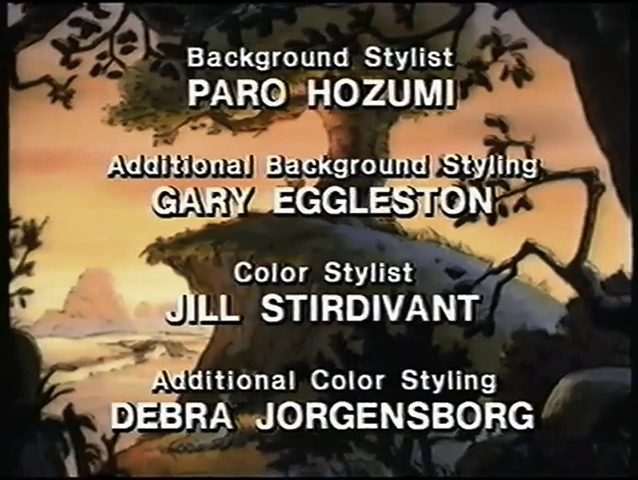 Background Stylist
PARO HOZUMI
Additional Background Styling
GARY EGGLESTON
Color Stylist
JILL STIRDIVANT
Additional Color Styling
DEBRA JORGENSBORG